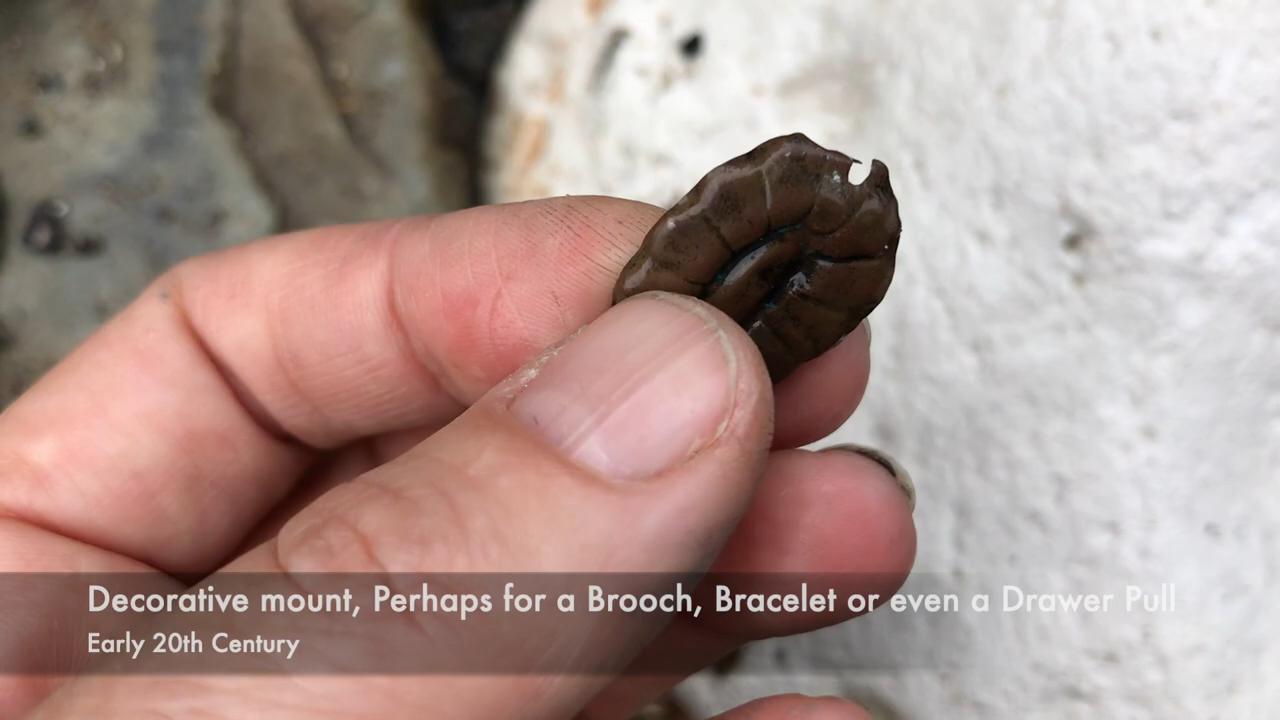 Decorative mount, Perhaps for a Brooch, Bracelet or even a Drawer Pull
Early 20th Century